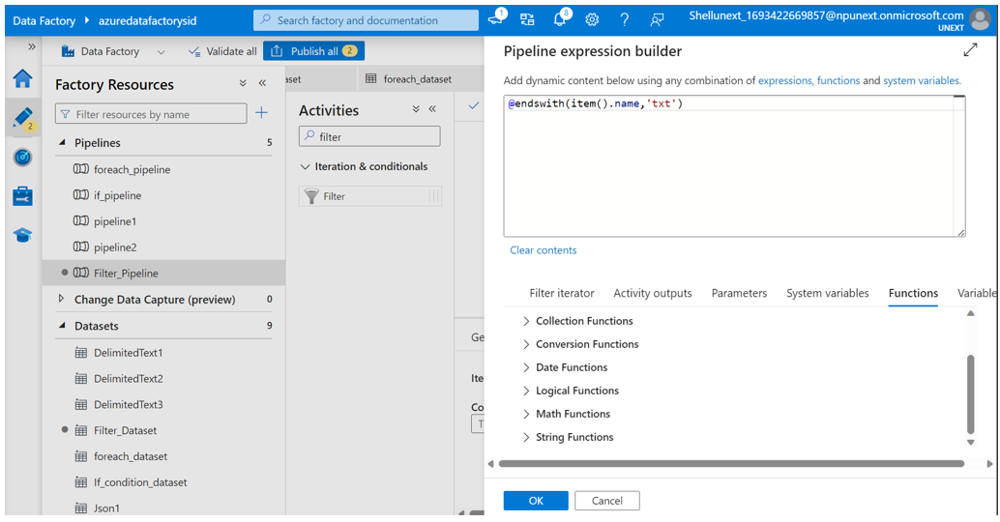 Data Factory
azuredatafactorysid
Search factory and documentation
1
8
Shellunext_1693422669857@npunext.onmicrosoft.com
UNEXT
Data Factory
Validate all
Publish all 2
2
Factory Resources
Filter resources by name
Pipelines 5
foreach_pipeline
if_pipeline
pipeline1
pipeline2
Filter_Pipeline
Change Data Capture (preview) 0
Datasets 9
DelimitedText1
DelimitedText2
DelimitedText3
Filter_Dataset
foreach_dataset
If_condition_dataset
Json1
aset
foreach_dataset
Activities
filter
Iteration & conditionals
Filter
Ge
Ite
Co
T
Pipeline expression builder
Add dynamic content below using any combination of expressions, functions and system variables.
@endswith(item().name,'txt')
Clear contents
Filter iterator Activity outputs Parameters System variables Functions Variable
Collection Functions
Conversion Functions
Date Functions
Logical Functions
Math Functions
String Functions
OK
Cancel